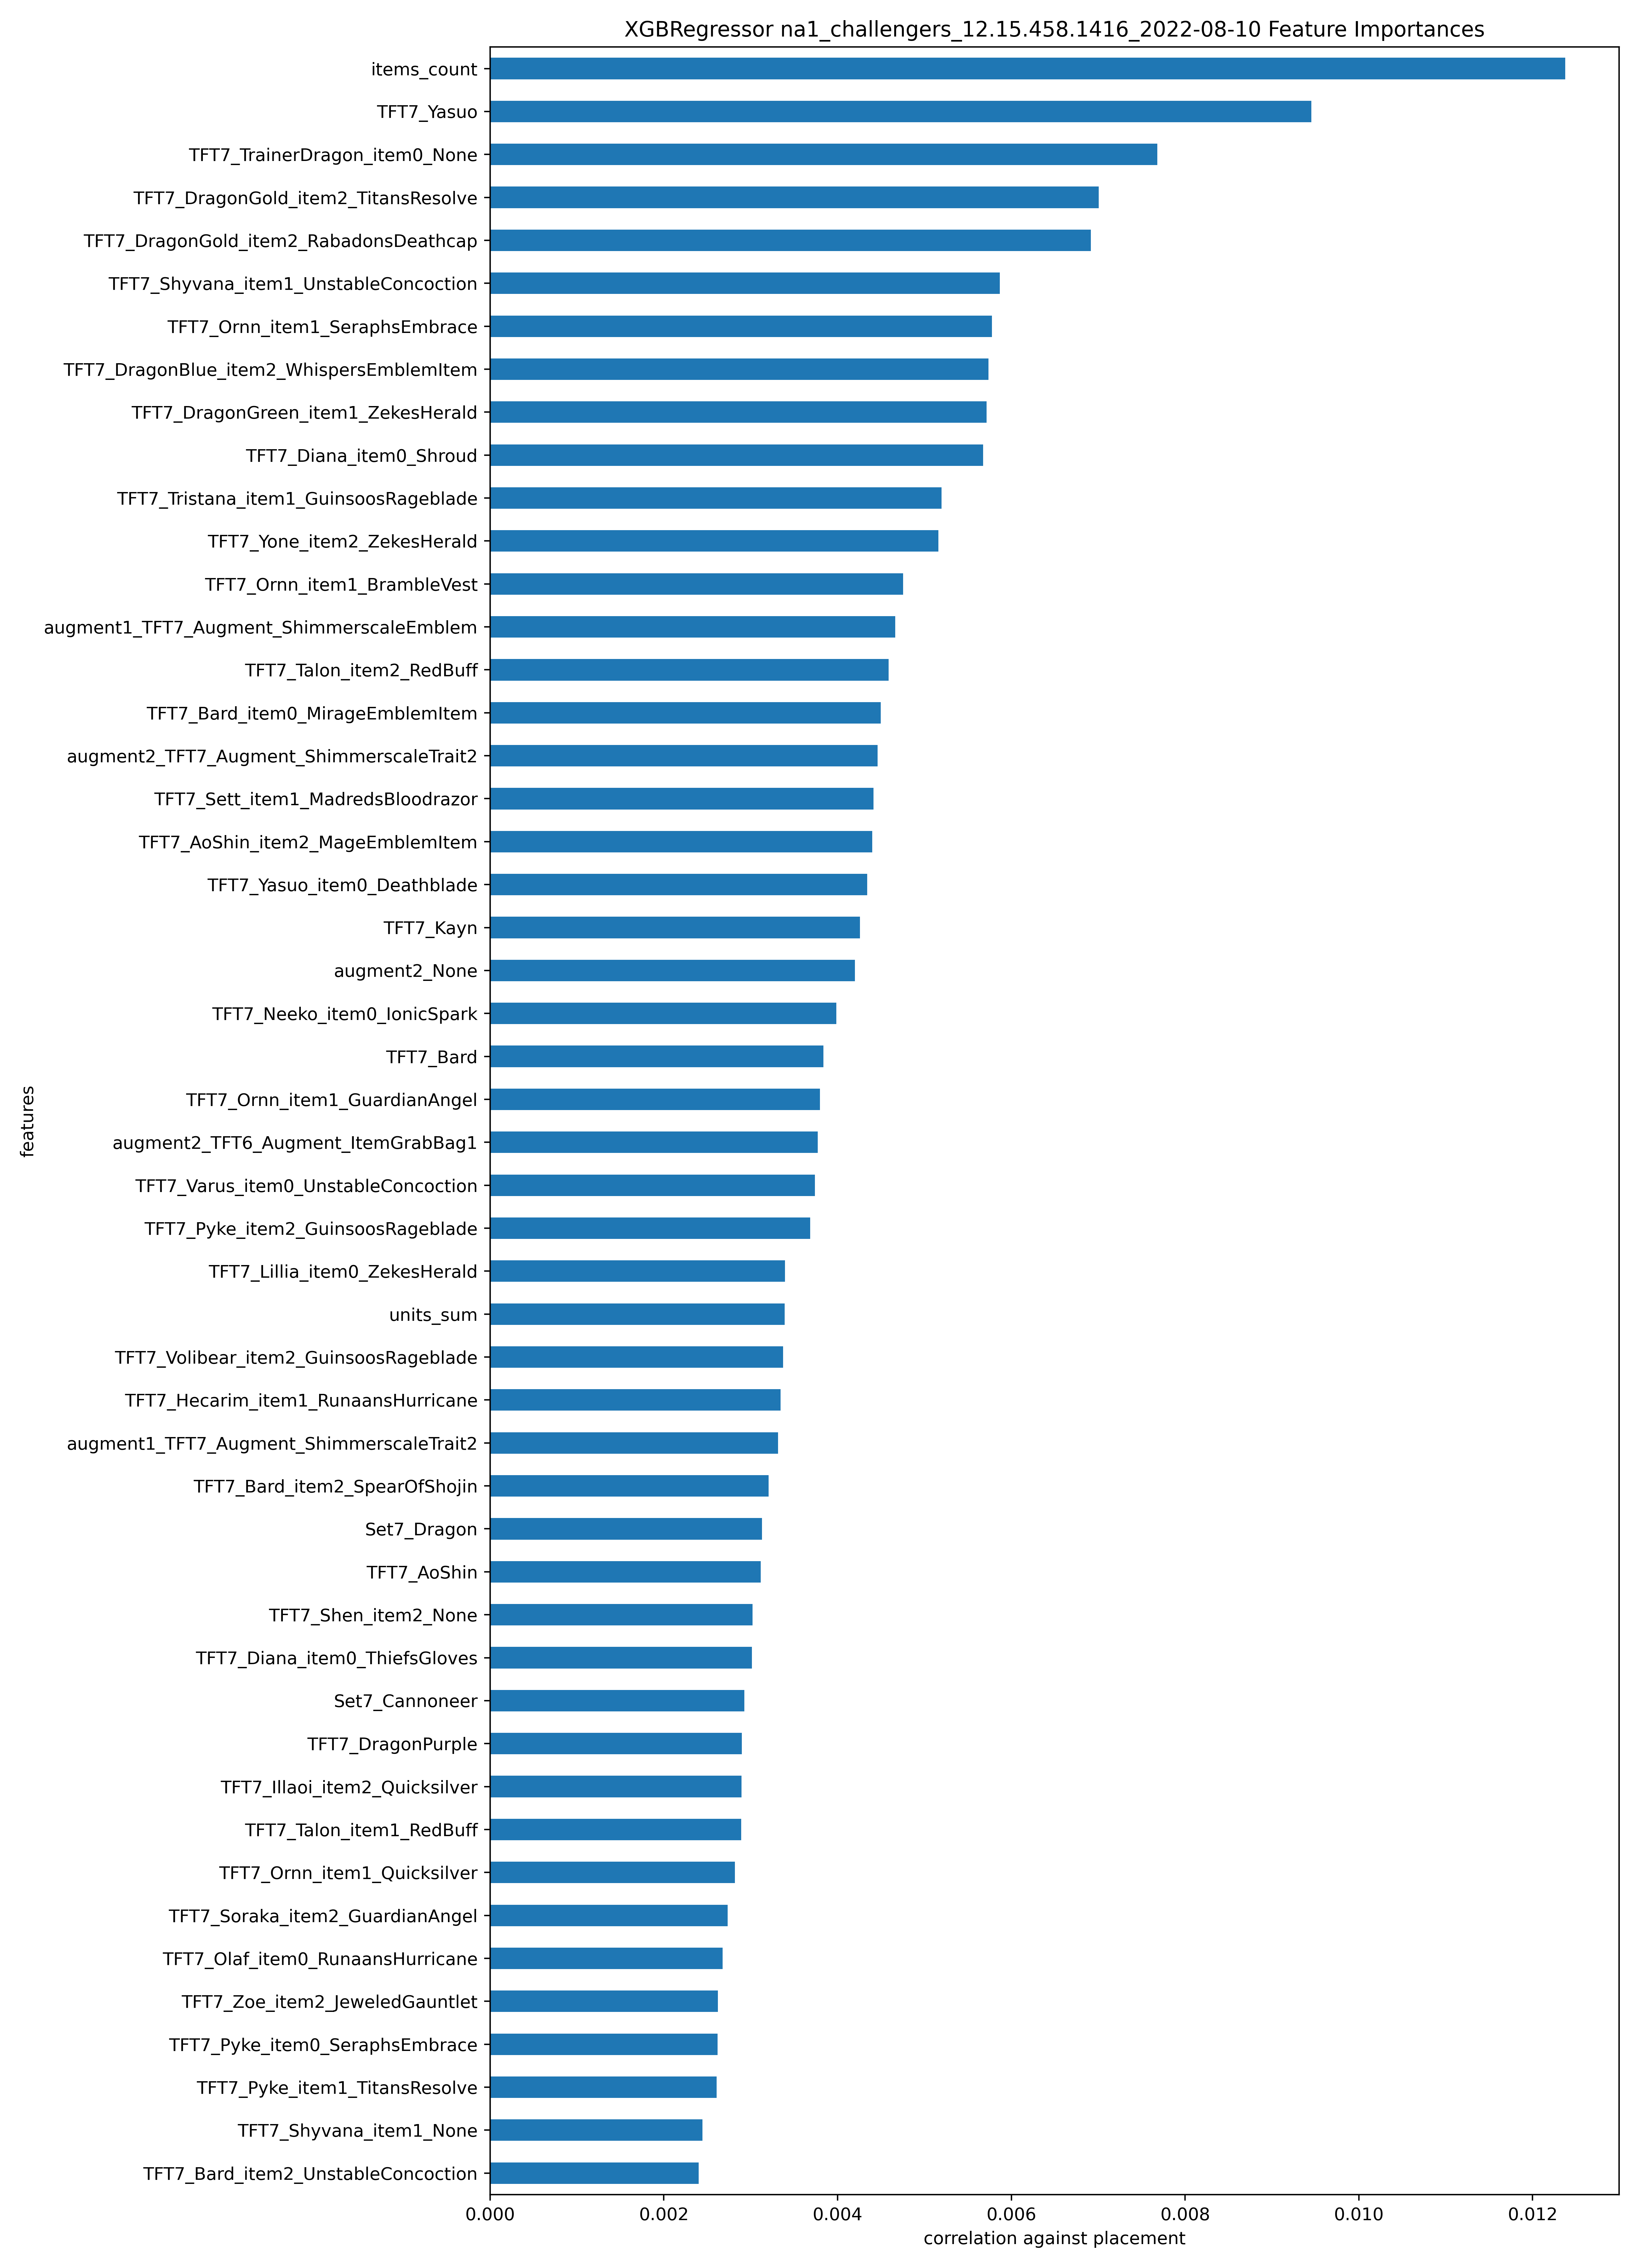 XGBRegressor na1_challengers_12.15.458.1416_2022-08-10 Feature Importances
items_count
TFT7_Yasuo
TFT7_TrainerDragon_item0_None
TFT7_DragonGold_item2_TitansResolve
TFT7_DragonGold_item2_RabadonsDeathcap
TFT7_Shyvana_item1_UnstableConcoction
TFT7_Ornn_item1_SeraphsEmbrace
TFT7_DragonBlue_item2_WhispersEmblemItem
TFT7_DragonGreen_item1_ZekesHerald
TFT7_Diana_item0_Shroud
TFT7_Tristana_item1_GuinsoosRageblade
TFT7_Yone_item2_ZekesHerald
TFT7_Ornn_item1_BrambleVest
augment1_TFT7_Augment_ShimmerscaleEmblem
TFT7_Talon_item2_RedBuff
TFT7_Bard_item0_MirageEmblemItem
augment2_TFT7_Augment_ShimmerscaleTrait2
TFT7_Sett_item1_MadredsBloodrazor
TFT7_AoShin_item2_MageEmblemItem
TFT7_Yasuo_item0_Deathblade
TFT7_Kayn
augment2_None
TFT7_Neeko_item0_IonicSpark
TFT7_Bard
TFT7_Ornn_item1_GuardianAngel
augment2_TFT6_Augment_ItemGrabBag1
TFT7_Varus_item0_UnstableConcoction
TFT7_Pyke_item2_GuinsoosRageblade
TFT7_Lillia_item0_ZekesHerald
units_sum
TFT7_Volibear_item2_GuinsoosRageblade
TFT7_Hecarim_item1_RunaansHurricane
augment1_TFT7_Augment_ShimmerscaleTrait2
TFT7_Bard_item2_SpearOfShojin
Set7_Dragon
TFT7_AoShin
TFT7_Shen_item2_None
TFT7_Diana_item0_ThiefsGloves
Set7_Cannoneer
TFT7_DragonPurple
TFT7_Illaoi_item2_Quicksilver
TFT7_Talon_item1_RedBuff
TFT7_Ornn_item1_Quicksilver
TFT7_Soraka_item2_GuardianAngel
TFT7_Olaf_item0_RunaansHurricane
TFT7_Zoe_item2_JeweledGauntlet
TFT7_Pyke_item0_SeraphsEmbrace
TFT7_Pyke_item1_TitansResolve
TFT7_Shyvana_item1_None
TFT7_Bard_item2_UnstableConcoction
features
0.000 0.002 0.004 0.006 0.008 0.010 0.012
correlation against placement